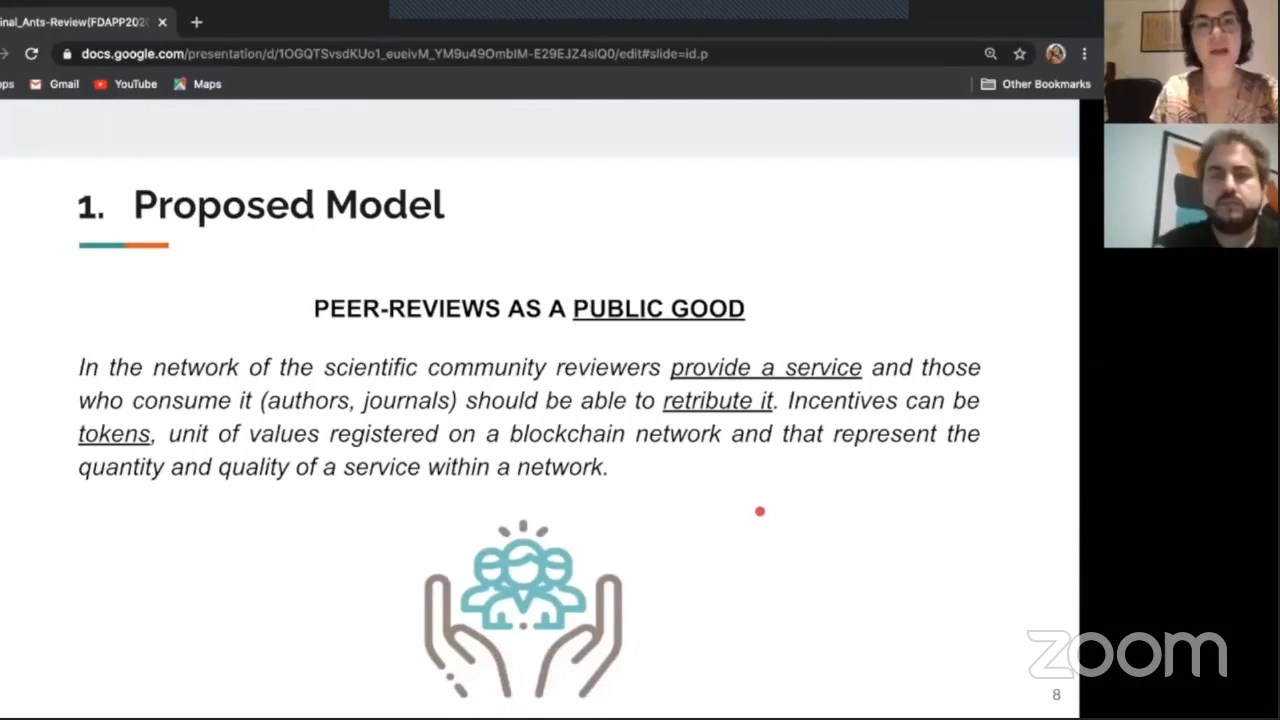 inal_Ants-Review(FDAPP202
docs.google.com/presentation/d/1OGQTSvsdKUo1_eueivM_YM9u49OmblM-E29EJZ4slQ0/edit#slide=id.p
ps Gmail YouTube Maps Other Bookmarks
1. Proposed Model
PEER-REVIEWS AS A PUBLIC GOOD
In the network of the scientific community reviewers provide a service and those
who consume it (authors, journals) should be able to retribute it. Incentives can be
tokens, unit of values registered on a blockchain network and that represent the
quantity and quality of a service within a network.
zoom
8